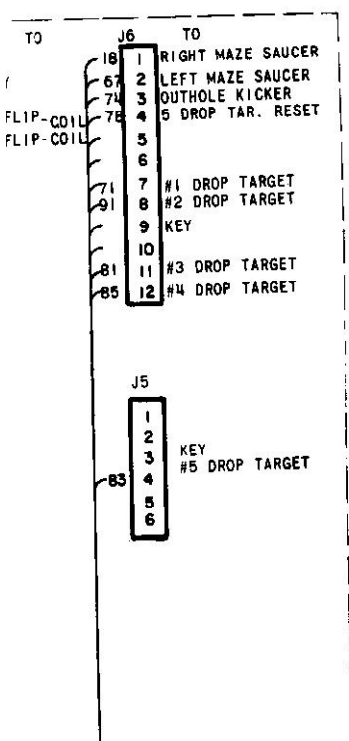 TO J6 TO
18 1 RIGHT MAZE SAUCER
67 2 LEFT MAZE SAUCER
74 3 OUTHOLE KICKER
FLIP-COIL 78 4 5 DROP TAR. RESET
FLIP-COIL 5
6
71 7 #1 DROP TARGET
91 8 #2 DROP TARGET
9 KEY
10
81 11 #3 DROP TARGET
85 12 #4 DROP TARGET
J5
1
2
3 KEY
83 4 #5 DROP TARGET
5
6